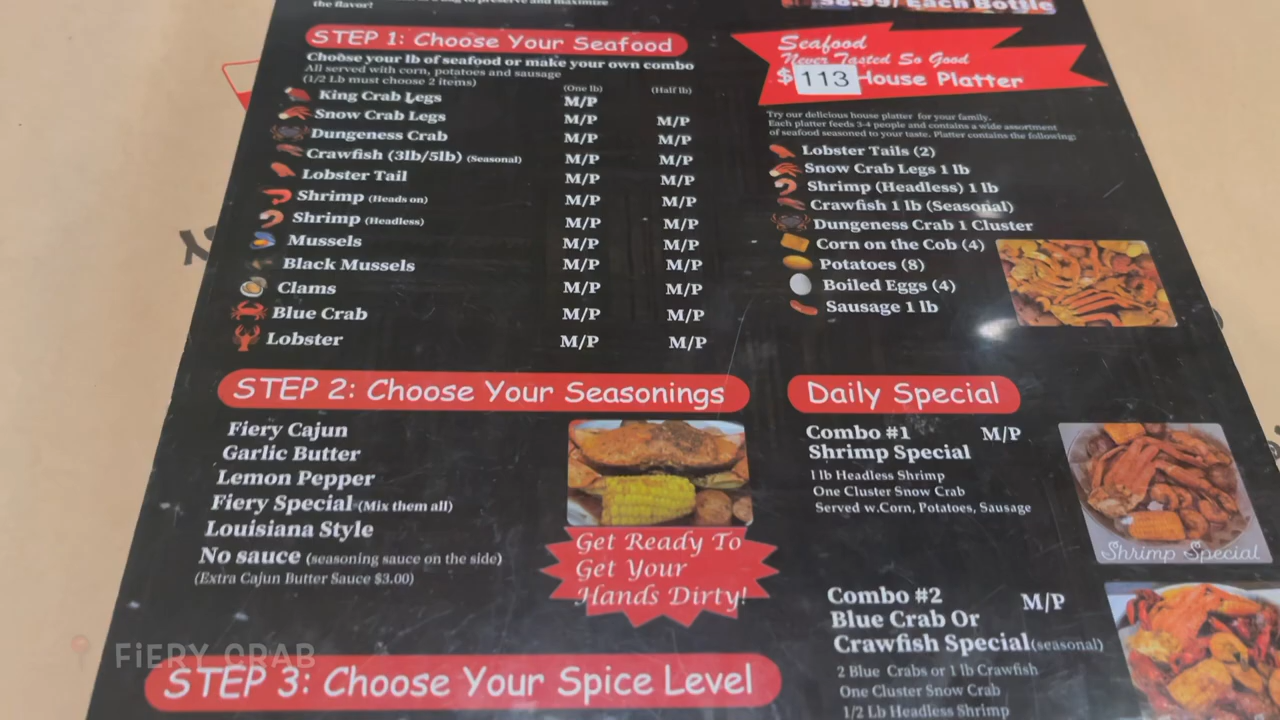 the flavor?
$8.99/ Each Bottle
STEP 1: Choose Your Seafood
Choose your lb of seafood or make your own combo
All served with corn, potatoes and sausage
(1/2 Lb must choose 2 items)
(One lb) (Half lb)
King Crab Legs M/P
Snow Crab Legs M/P M/P
Dungeness Crab M/P M/P
Crawfish (3lb/5lb) (Seasonal) M/P M/P
Lobster Tail M/P M/P
Shrimp (Heads on) M/P M/P
Shrimp (Headless) M/P M/P
Mussels M/P M/P
Black Mussels M/P M/P
Clams M/P M/P
Blue Crab M/P M/P
Lobster M/P M/P
Seafood
Never Tasted So Good
$113 House Platter
Try our delicious house platter for your family.
Each platter feeds 3-4 people and contains a wide assortment
of seafood seasoned to your taste. Platter contains the following:
Lobster Tails (2)
Snow Crab Legs 1 lb
Shrimp (Headless) 1 lb
Crawfish 1 lb (Seasonal)
Dungeness Crab 1 Cluster
Corn on the Cob (4)
Potatoes (8)
Boiled Eggs (4)
Sausage 1 lb
STEP 2: Choose Your Seasonings
Fiery Cajun
Garlic Butter
Lemon Pepper
Fiery Special (Mix them all)
Louisiana Style
No sauce (seasoning sauce on the side)
(Extra Cajun Butter Sauce $3.00)
Get Ready To
Get Your
Hands Dirty!
Daily Special
Combo #1 M/P
Shrimp Special
1 lb Headless Shrimp
One Cluster Snow Crab
Served w.Corn, Potatoes, Sausage
Shrimp Special
Combo #2 M/P
Blue Crab Or
Crawfish Special (seasonal)
2 Blue Crabs or 1 lb Crawfish
One Cluster Snow Crab
1/2 Lb Headless Shrimp
STEP 3: Choose Your Spice Level
FiERY CRAB